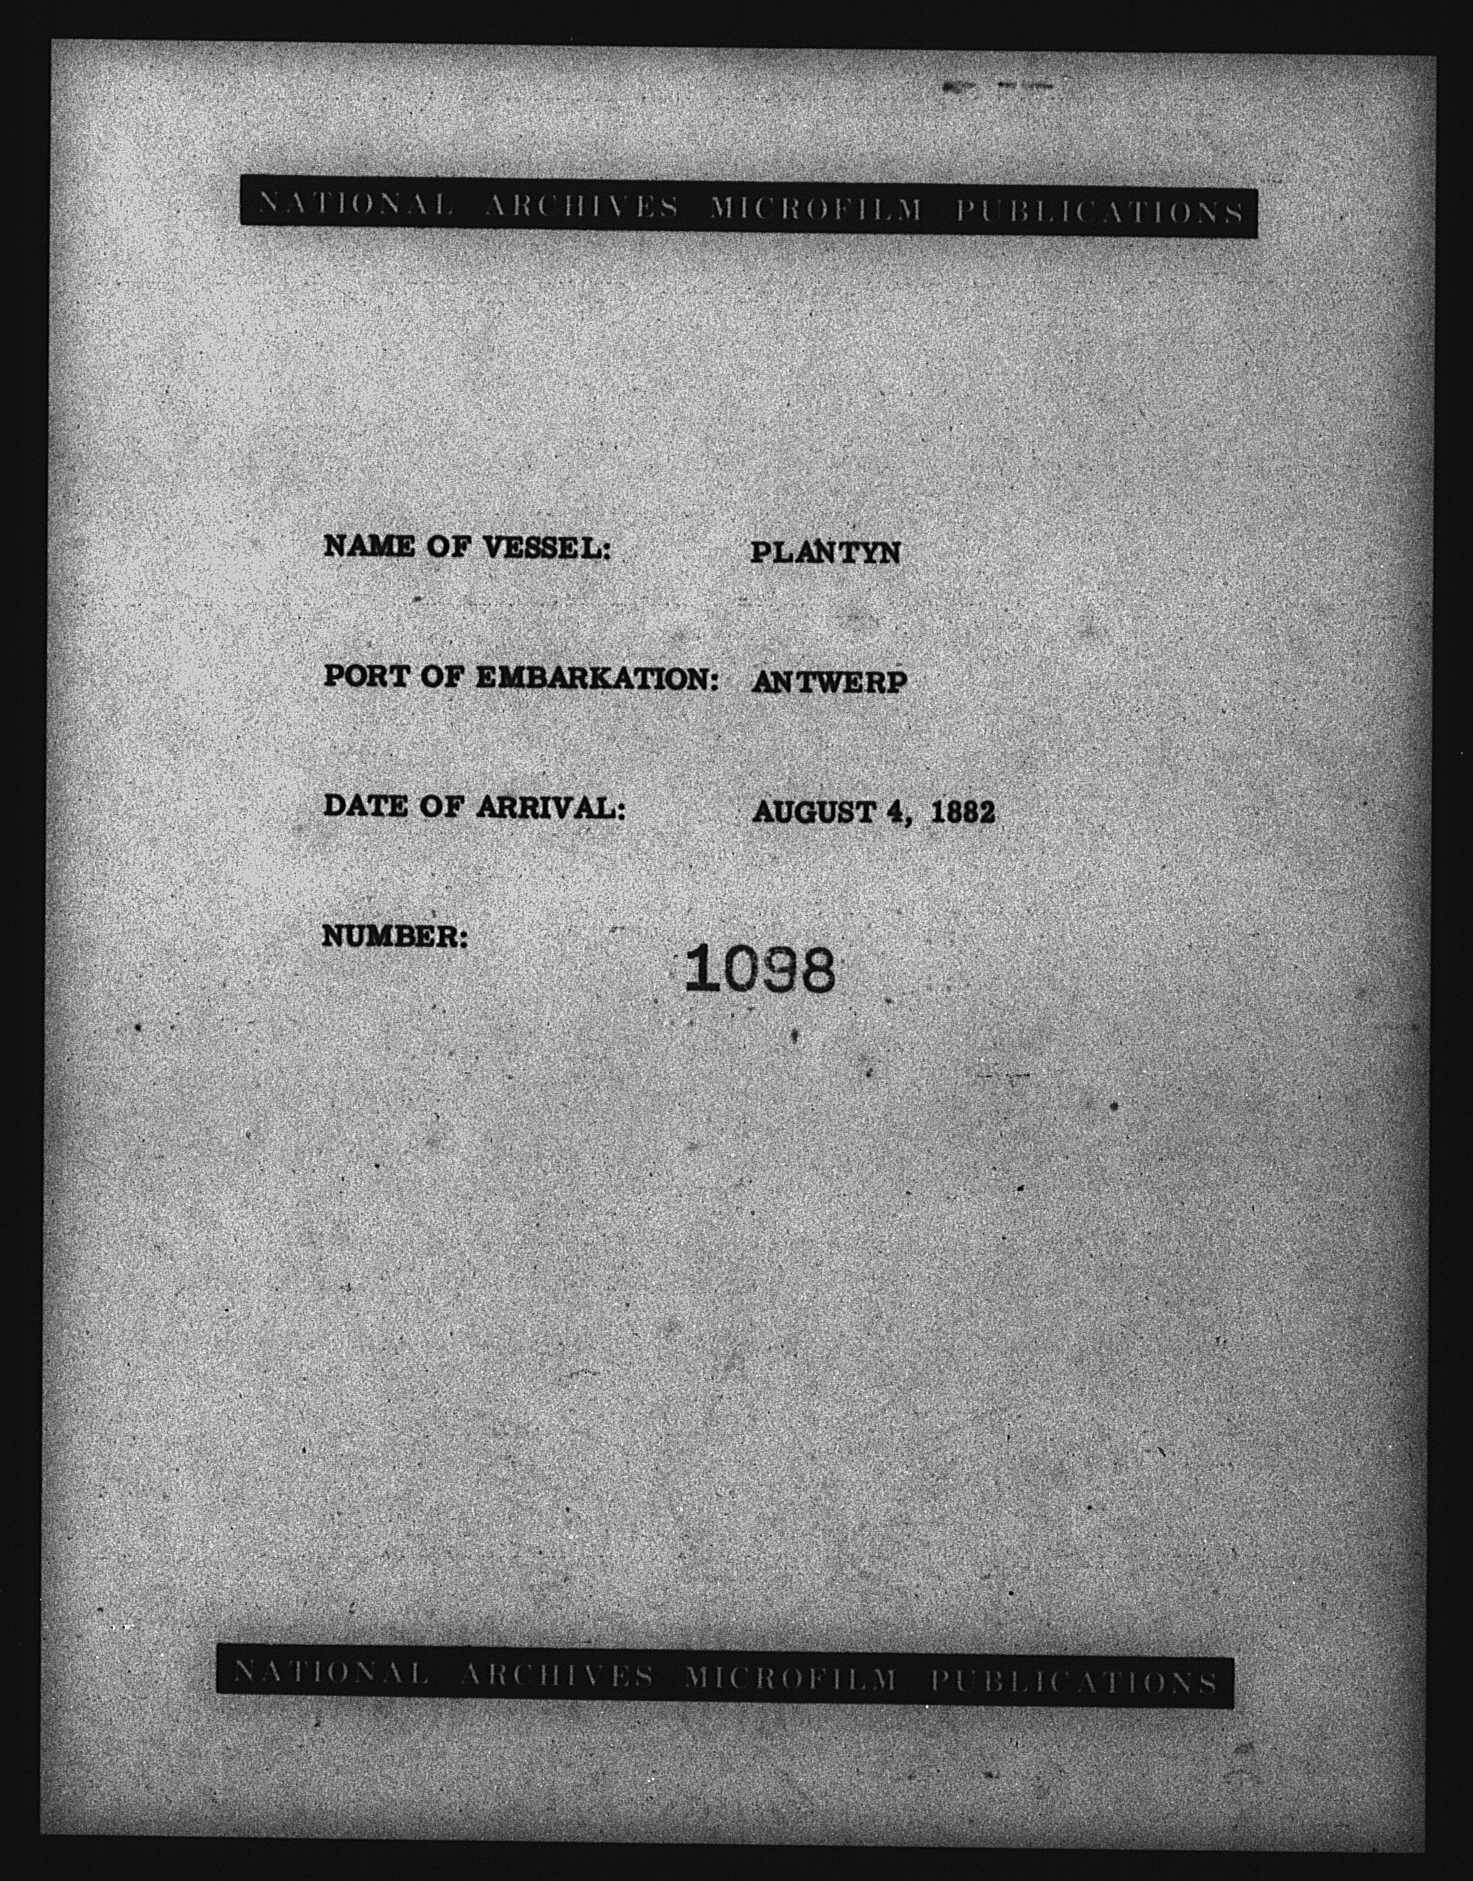 NATIONAL ARCHIVES MICROFILM PUBLICATIONS
NAME OF VESSEL: PLANTYN
PORT OF EMBARKATION: ANTWERP
DATE OF ARRIVAL: AUGUST 4, 1882
NUMBER: 1098
NATIONAL ARCHIVES MICROFILM PUBLICATIONS